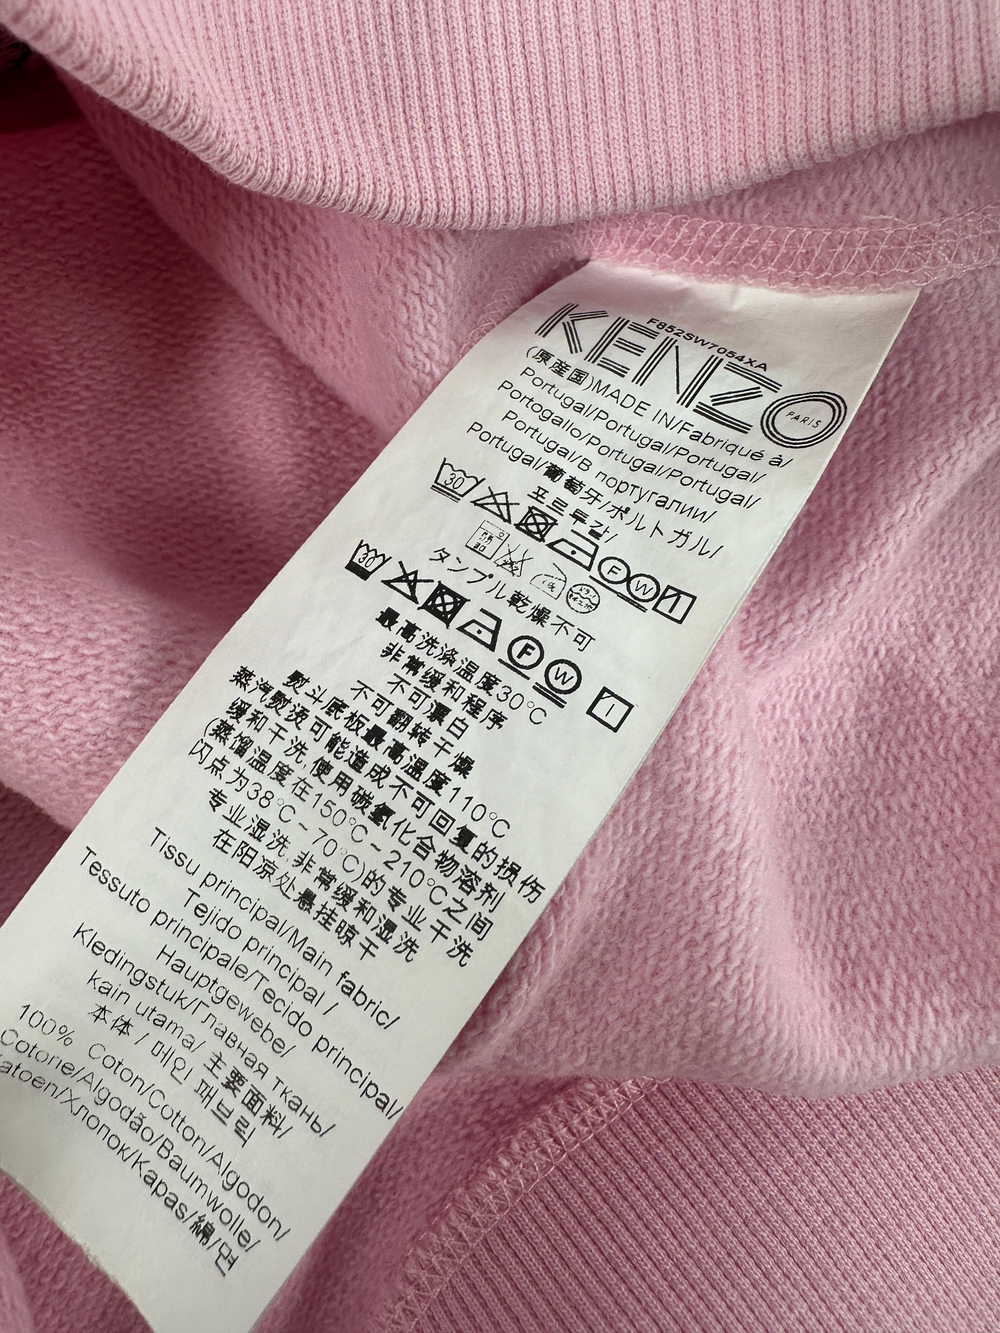 KENZO
PARIS
F852SW7054XA
(原産国)MADE IN/Fabriqué à/
Portugal/Portugal/Portugal/
Portogallo/Portugal/Portugal/
Portugal/В португалии/
Portugal/葡萄牙/ポルトガル/
포르투갈/
30
F W
タンブル乾燥不可
30
F W
最高洗涤温度30°C
非常缓和程序
不可漂白
不可翻转干燥
熨斗底板最高温度110°C
蒸汽熨烫可能造成不可回复的损伤
缓和干洗,使用碳氢化合物溶剂
(蒸馏温度在150°C~210°C之间
闪点为38°C~70°C)的专业干洗
专业湿洗,非常缓和湿洗
在阳凉处悬挂晾干
Tissu principal/Main fabric/
Tejido principal /
Tessuto principale/Tecido principal/
Hauptgewebe/
Kledingstuk/Главная ткань/
kain utama/ 主要面料/
本体 / 메인 패브릭
100% Coton/Cotton/Algodon/
Cotone/Algodão/Baumwolle/
Katoen/Хлопок/Kapas/綿/면